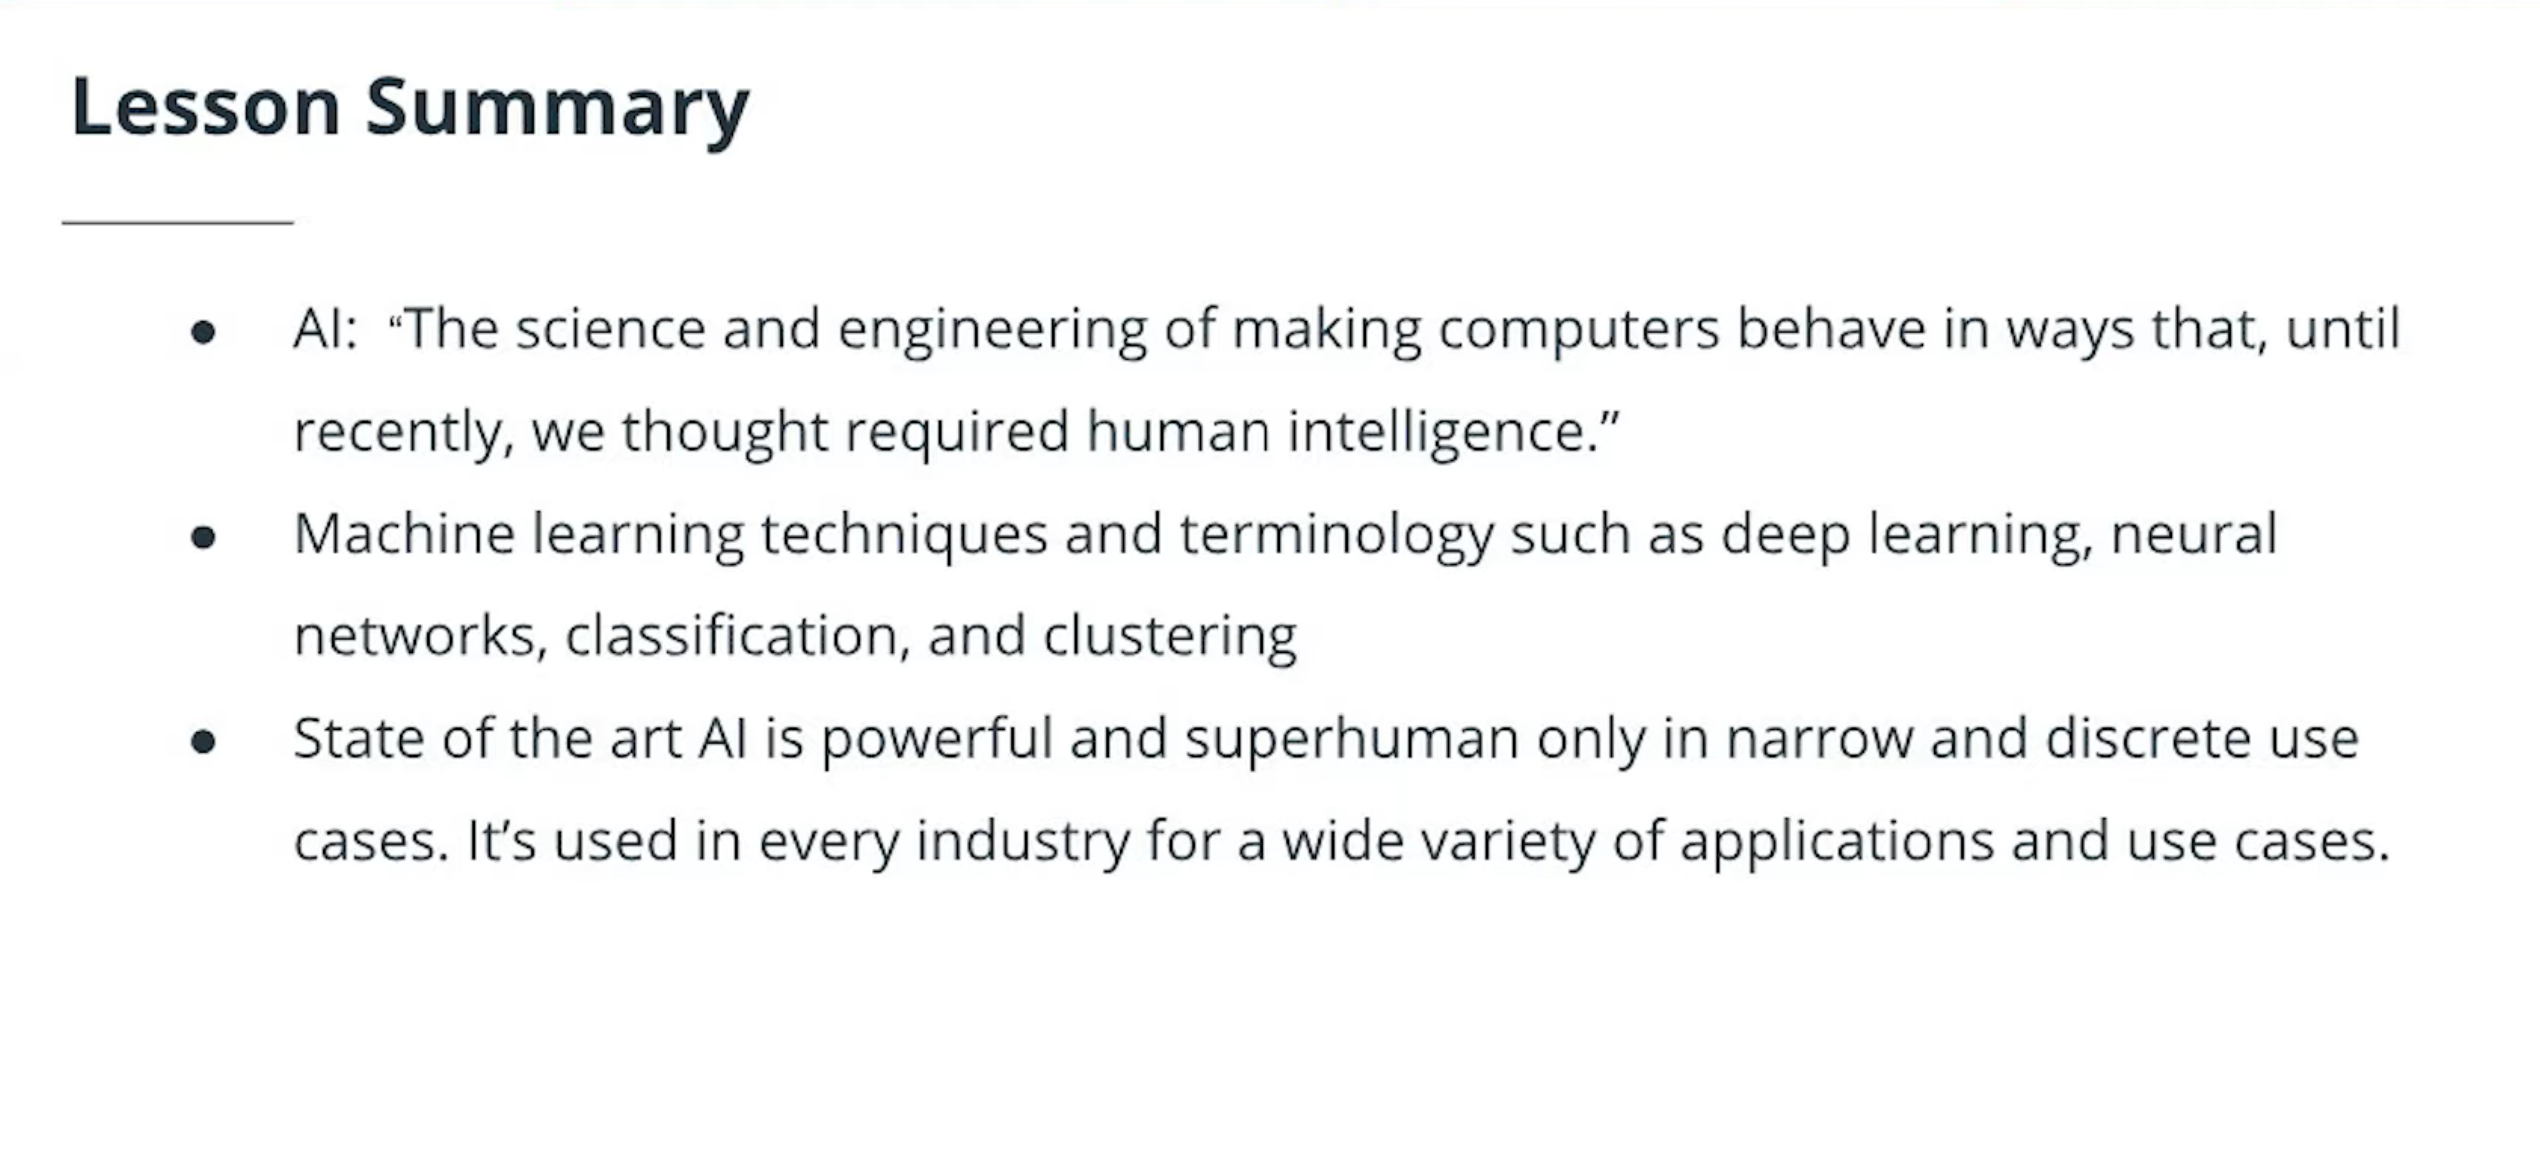 Lesson Summary
● AI:  “The science and engineering of making computers behave in ways that, until
recently, we thought required human intelligence.”
● Machine learning techniques and terminology such as deep learning, neural
networks, classification, and clustering
● State of the art AI is powerful and superhuman only in narrow and discrete use
cases. It’s used in every industry for a wide variety of applications and use cases.